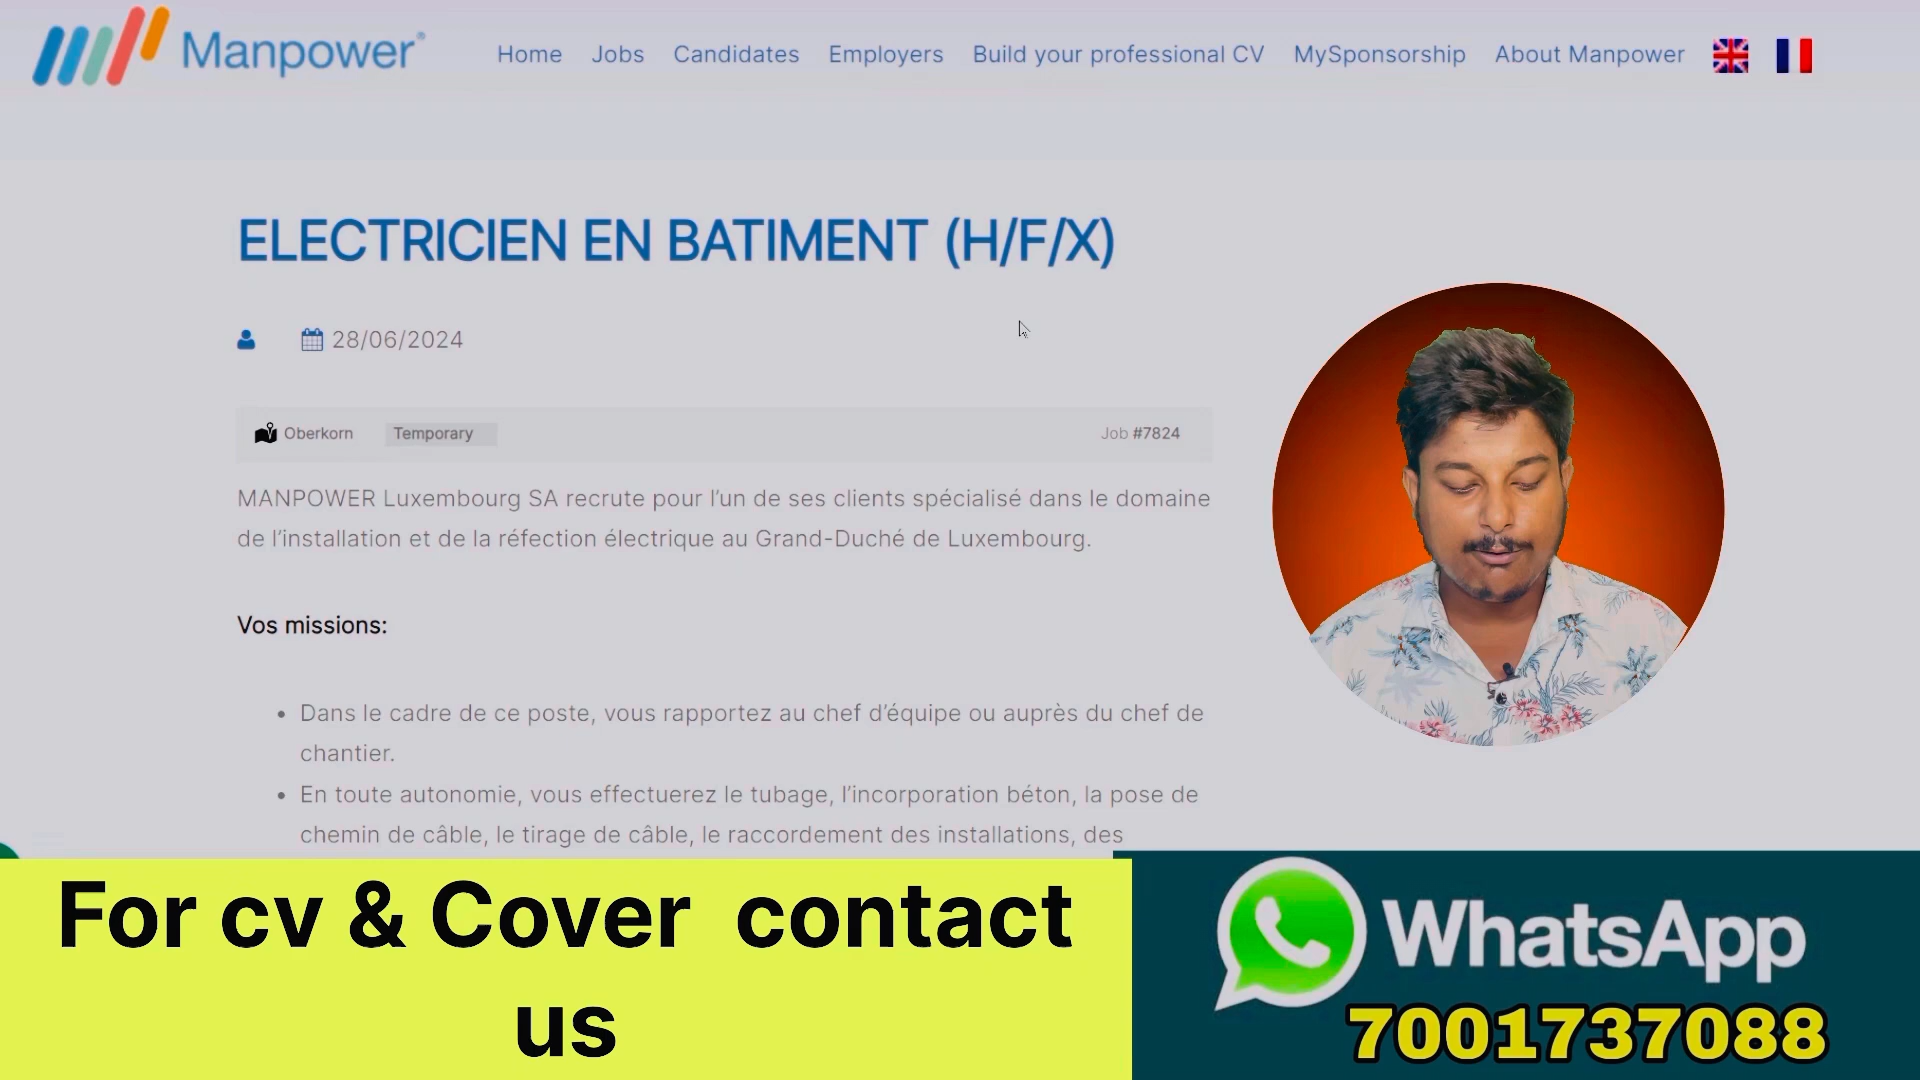 Manpower
Home Jobs Candidates Employers Build your professional CV MySponsorship About Manpower
ELECTRICIEN EN BATIMENT (H/F/X)
28/06/2024
Oberkorn Temporary Job #7824
MANPOWER Luxembourg SA recrute pour l’un de ses clients spécialisé dans le domaine
de l’installation et de la réfection électrique au Grand-Duché de Luxembourg.
Vos missions:
• Dans le cadre de ce poste, vous rapportez au chef d’équipe ou auprès du chef de
chantier.
• En toute autonomie, vous effectuerez le tubage, l’incorporation béton, la pose de
chemin de câble, le tirage de câble, le raccordement des installations, des
For cv & Cover contact
us
WhatsApp
7001737088